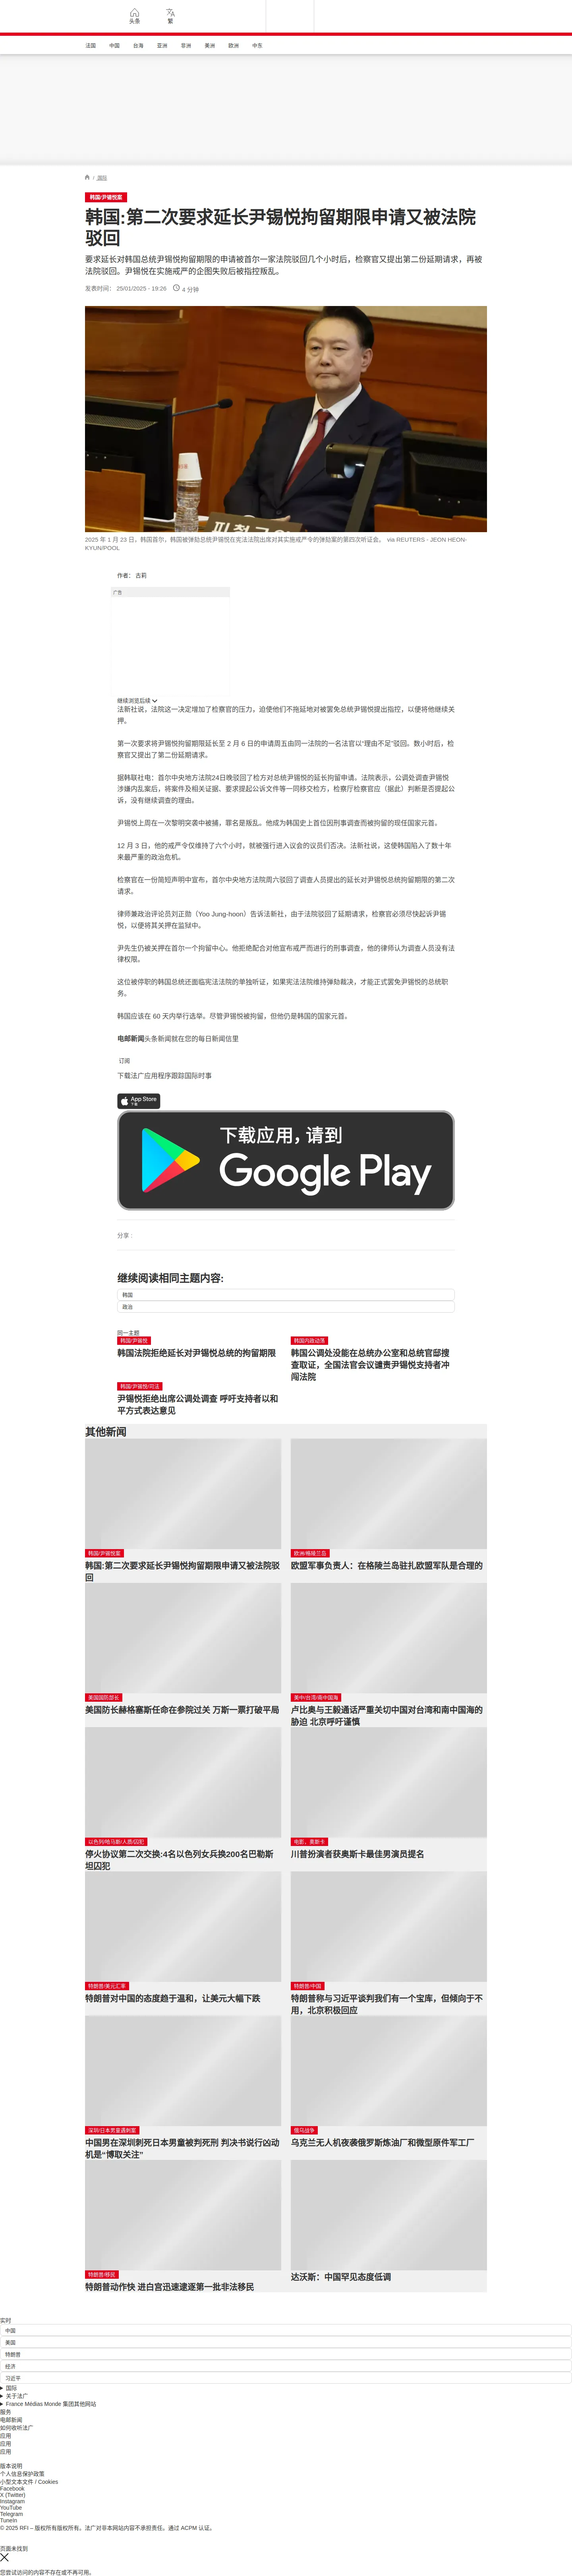 头条
繁
法国
中国
台海
亚洲
非洲
美洲
欧洲
中东
/ 国际
韩国/尹锡悦案
韩国:第二次要求延长尹锡悦拘留期限申请又被法院
驳回
要求延长对韩国总统尹锡悦拘留期限的申请被首尔一家法院驳回几个小时后，检察官又提出第二份延期请求，再被
法院驳回。尹锡悦在实施戒严的企图失败后被指控叛乱。
发表时间： 25/01/2025 - 19:26
4 分钟
2025 年 1 月 23 日，韩国首尔，韩国被弹劾总统尹锡悦在宪法法院出席对其实施戒严令的弹劾案的第四次听证会。 via REUTERS - JEON HEON-
KYUN/POOL
作者： 古莉
广告
继续浏览后续
法新社说，法院这一决定增加了检察官的压力，迫使他们不拖延地对被罢免总统尹锡悦提出指控，以便将他继续关
押。
第一次要求将尹锡悦拘留期限延长至 2 月 6 日的申请周五由同一法院的一名法官以“理由不足”驳回。数小时后，检
察官又提出了第二份延期请求。
据韩联社电：首尔中央地方法院24日晚驳回了检方对总统尹锡悦的延长拘留申请。法院表示，公调处调查尹锡悦
涉嫌内乱案后，将案件及相关证据、要求提起公诉文件等一同移交检方，检察厅检察官应（据此）判断是否提起公
诉，没有继续调查的理由。
尹锡悦上周在一次黎明突袭中被捕，罪名是叛乱。他成为韩国史上首位因刑事调查而被拘留的现任国家元首。
12 月 3 日，他的戒严令仅维持了六个小时，就被强行进入议会的议员们否决。法新社说，这使韩国陷入了数十年
来最严重的政治危机。
检察官在一份简短声明中宣布，首尔中央地方法院周六驳回了调查人员提出的延长对尹锡悦总统拘留期限的第二次
请求。
律师兼政治评论员刘正勋（Yoo Jung-hoon）告诉法新社，由于法院驳回了延期请求，检察官必须尽快起诉尹锡
悦，以便将其关押在监狱中。
尹先生仍被关押在首尔一个拘留中心。他拒绝配合对他宣布戒严而进行的刑事调查，他的律师认为调查人员没有法
律权限。
这位被停职的韩国总统还面临宪法法院的单独听证，如果宪法法院维持弹劾裁决，才能正式罢免尹锡悦的总统职
务。
韩国应该在 60 天内举行选举。尽管尹锡悦被拘留，但他仍是韩国的国家元首。
电邮新闻头条新闻就在您的每日新闻信里
订阅
下载法广应用程序跟踪国际时事
App Store
下载
下载应用，请到
Google Play
分享 :
继续阅读相同主题内容:
韩国
政治
同一主题
韩国/尹锡悦
韩国法院拒绝延长对尹锡悦总统的拘留期限
韩国内政动荡
韩国公调处没能在总统办公室和总统官邸搜
查取证，全国法官会议谴责尹锡悦支持者冲
闯法院
韩国/尹锡悦/司法
尹锡悦拒绝出席公调处调查 呼吁支持者以和
平方式表达意见
其他新闻
韩国/尹锡悦案
韩国:第二次要求延长尹锡悦拘留期限申请又被法院驳
回
欧洲/格陵兰岛
欧盟军事负责人：在格陵兰岛驻扎欧盟军队是合理的
美国国防部长
美国防长赫格塞斯任命在参院过关 万斯一票打破平局
美中/台湾/南中国海
卢比奥与王毅通话严重关切中国对台湾和南中国海的
胁迫 北京呼吁谨慎
以色列/哈马斯/人质/囚犯
停火协议第二次交换:4名以色列女兵换200名巴勒斯
坦囚犯
电影，奥斯卡
川普扮演者获奥斯卡最佳男演员提名
特朗普/美元汇率
特朗普对中国的态度趋于温和，让美元大幅下跌
特朗普/中国
特朗普称与习近平谈判我们有一个宝库，但倾向于不
用，北京积极回应
深圳/日本男童遇刺案
中国男在深圳刺死日本男童被判死刑 判决书说行凶动
机是“博取关注”
俄乌战争
乌克兰无人机夜袭俄罗斯炼油厂和微型原件军工厂
特朗普/移民
特朗普动作快 进白宫迅速逮逐第一批非法移民
达沃斯：中国罕见态度低调
实时
中国
美国
特朗普
经济
习近平
国际
关于法广
France Médias Monde 集团其他网站
服务
电邮新闻
如何收听法广
应用
应用
应用
版本说明
个人信息保护政策
小型文本文件 / Cookies
Facebook
X (Twitter)
Instagram
YouTube
Telegram
TuneIn
© 2025 RFI – 版权所有版权所有。法广对非本网站内容不承担责任。通过 ACPM 认证。
页面未找到
您尝试访问的内容不存在或不再可用。